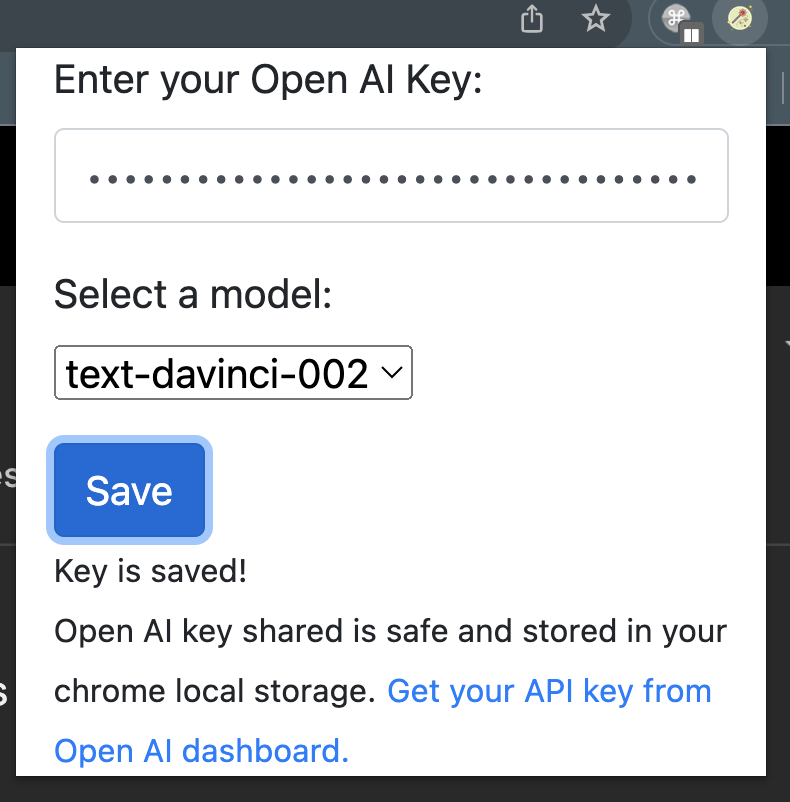 Enter your Open AI Key:
••••••••••••••••••••••••••••••••••
Select a model:
text-davinci-002
Save
Key is saved!
Open AI key shared is safe and stored in your
chrome local storage. Get your API key from
Open AI dashboard.